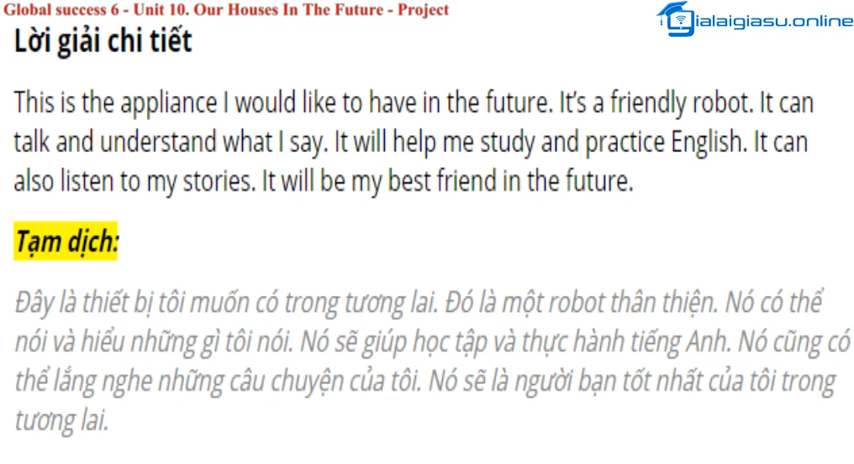 Global success 6 - Unit 10. Our Houses In The Future - Project
ialaigiasu.online
Lời giải chi tiết
This is the appliance I would like to have in the future. It’s a friendly robot. It can
talk and understand what I say. It will help me study and practice English. It can
also listen to my stories. It will be my best friend in the future.
Tạm dịch:
Đây là thiết bị tôi muốn có trong tương lai. Đó là một robot thân thiện. Nó có thể
nói và hiểu những gì tôi nói. Nó sẽ giúp học tập và thực hành tiếng Anh. Nó cũng có
thể lắng nghe những câu chuyện của tôi. Nó sẽ là người bạn tốt nhất của tôi trong
tương lai.